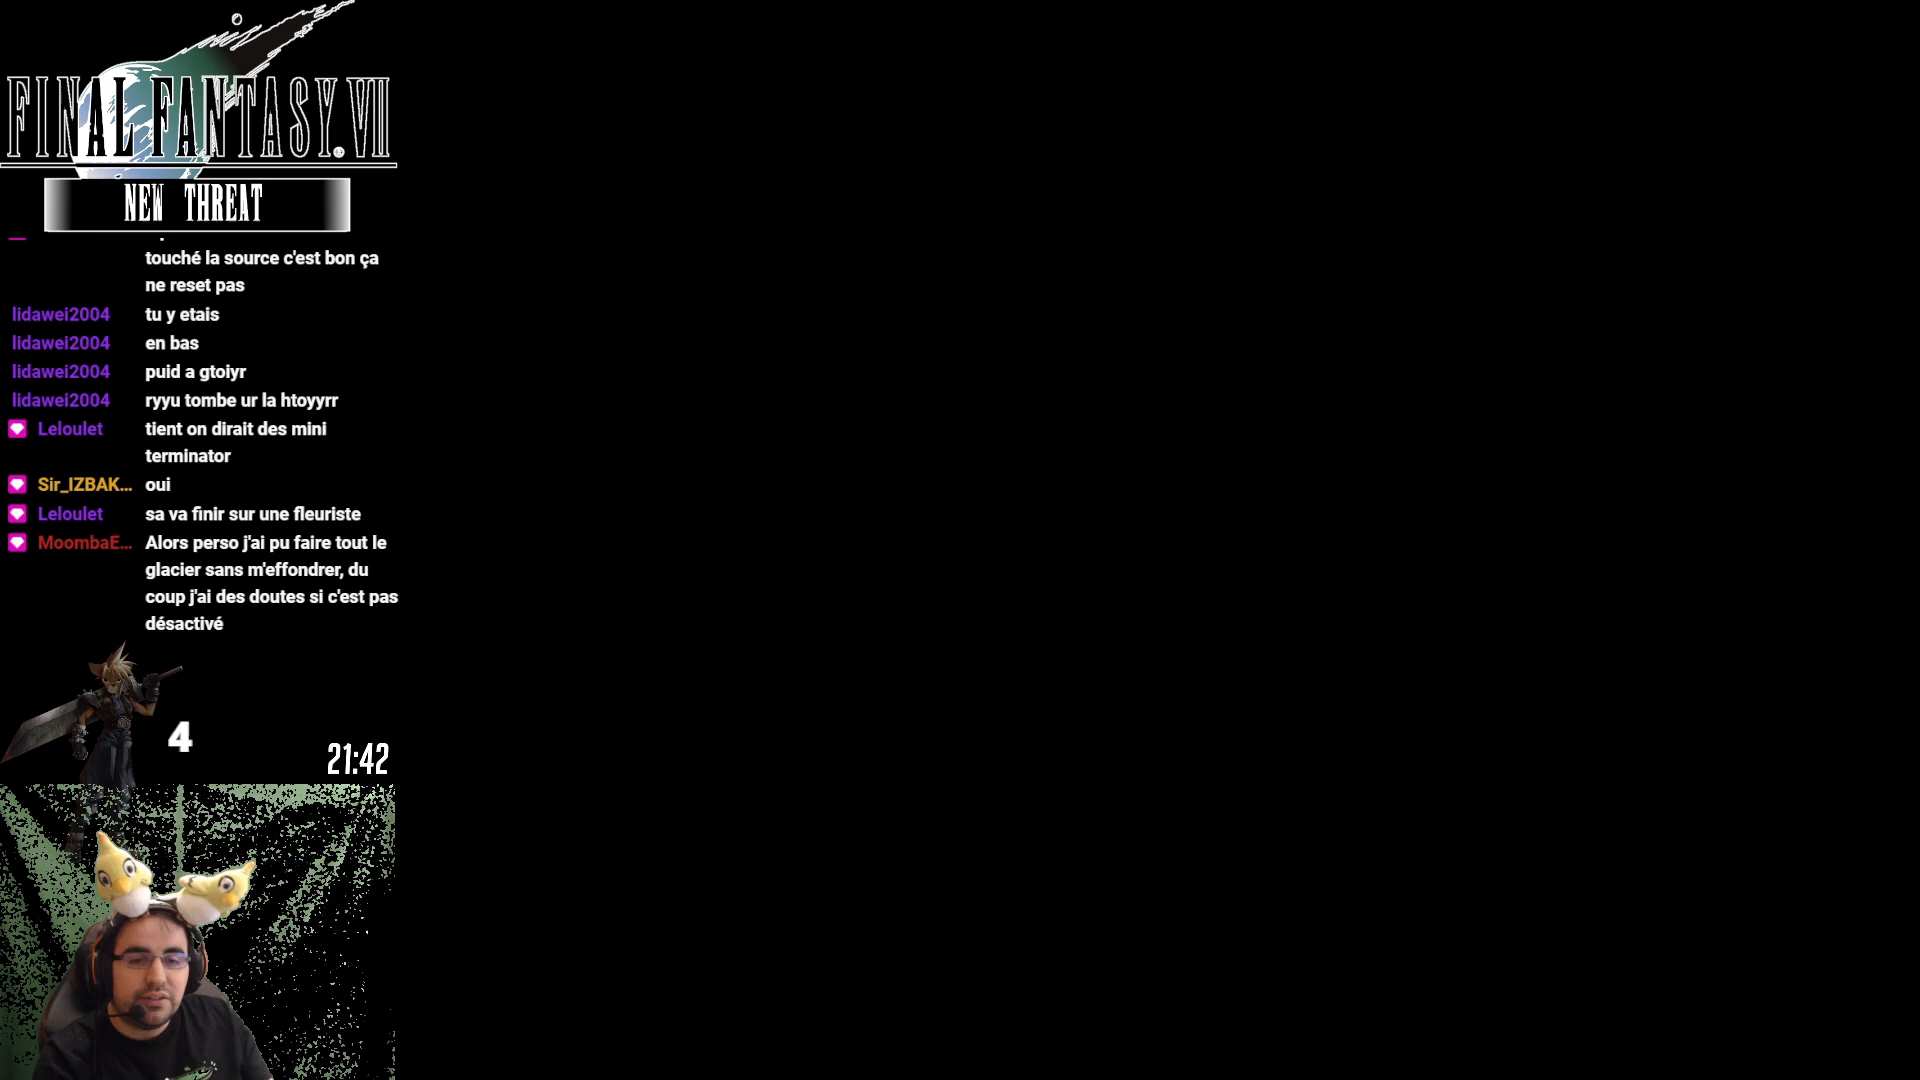 FINAL FANTASY.VII
NEW THREAT
touché la source c'est bon ça
ne reset pas
lidawei2004 tu y etais
lidawei2004 en bas
lidawei2004 puid a gtoiyr
lidawei2004 ryyu tombe ur la htoyyrr
Leloulet tient on dirait des mini
terminator
Sir_IZBAK... oui
Leloulet sa va finir sur une fleuriste
MoombaE... Alors perso j'ai pu faire tout le
glacier sans m'effondrer, du
coup j'ai des doutes si c'est pas
désactivé
4
21:42